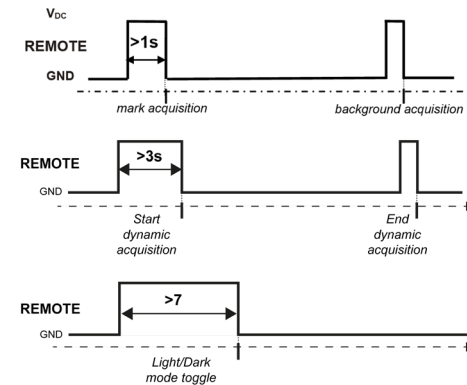 VDC
REMOTE
>1s
GND
mark acquisition
background acquisition
REMOTE
>3s
GND
Start
dynamic
acquisition
End
dynamic
acquisition
REMOTE
>7
GND
Light/Dark
mode toggle